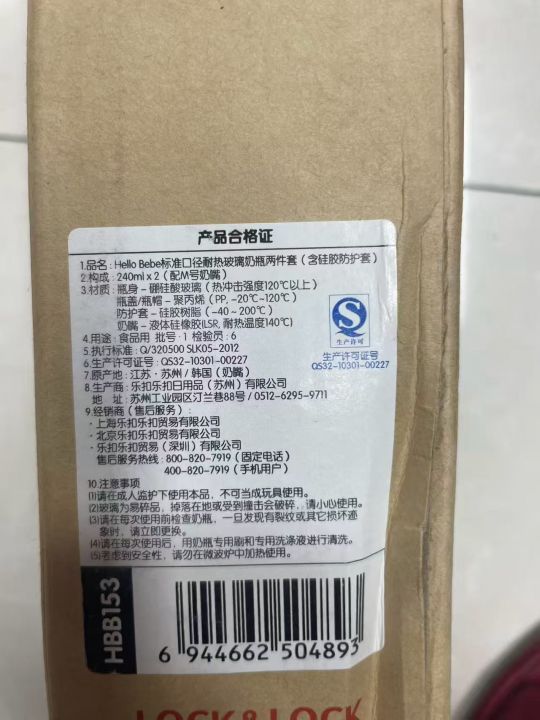 产品合格证
1.品名：Hello Bebe标准口径耐热玻璃奶瓶两件套（含硅胶防护套）
2.构成：240ml x 2（配M号奶嘴）
3.材质：瓶身 - 硼硅酸玻璃（热冲击强度120℃以上）
瓶盖/瓶帽 - 聚丙烯（PP, -20℃~120℃）
防护套 - 硅胶树脂（-40 ~ 200℃）
奶嘴 - 液体硅橡胶(LSR, 耐热温度140℃)
4.用途：食品用 批号：1 检验员：6
5.执行标准：Q/320500 SLK05-2012
6.生产许可证号：QS32-10301-00227
7.原产地：江苏·苏州/韩国（奶嘴）
8.生产商：乐扣乐扣日用品（苏州）有限公司
地 址：苏州工业园区汀兰巷88号/0512-6295-9711
9.经销商（售后服务）：
·上海乐扣乐扣贸易有限公司
·北京乐扣乐扣贸易有限公司
·乐扣乐扣贸易（深圳）有限公司
售后服务热线：800-820-7919（固定电话）
400-820-7919（手机用户）
10.注意事项
(1)请在成人监护下使用本品，不可当成玩具使用。
(2)玻璃为易碎品，掉落在地或受到撞击会破碎，请小心使用。
(3)请在每次使用前检查奶瓶，一旦发现有裂纹或其它损坏迹
象时，请立即更换。
(4)请在每次使用后，用奶瓶专用刷和专用洗涤液进行清洗。
(5)考虑到安全性，请勿在微波炉中加热使用。
QS
生产许可
生产许可证号
QS32-10301-00227
HBB153
6 944662 504893
LOCK&LOCK